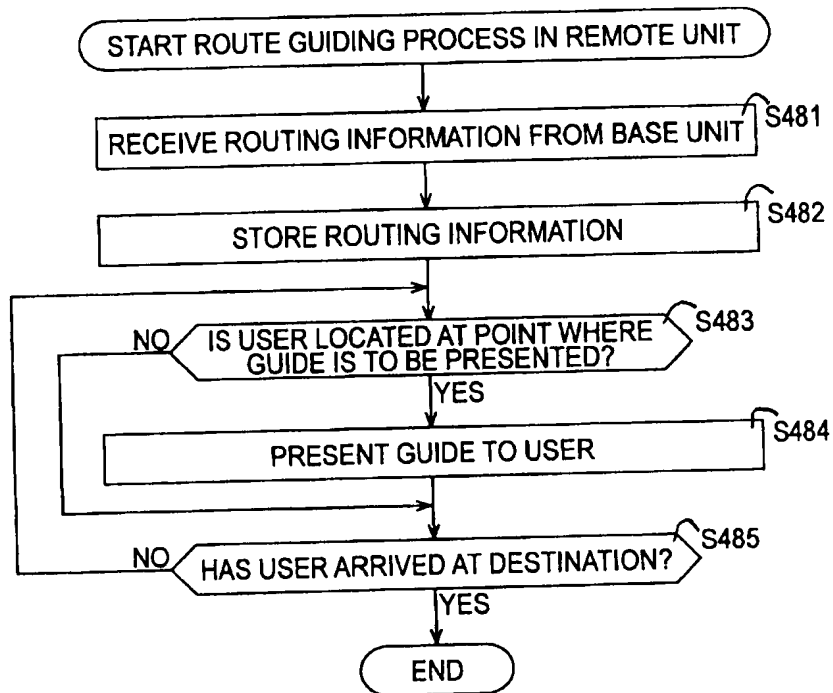 START ROUTE GUIDING PROCESS IN REMOTE UNIT
S481
RECEIVE ROUTING INFORMATION FROM BASE UNIT
S482
STORE ROUTING INFORMATION
S483
NO
IS USER LOCATED AT POINT WHERE
GUIDE IS TO BE PRESENTED?
YES
S484
PRESENT GUIDE TO USER
S485
NO
HAS USER ARRIVED AT DESTINATION?
YES
END